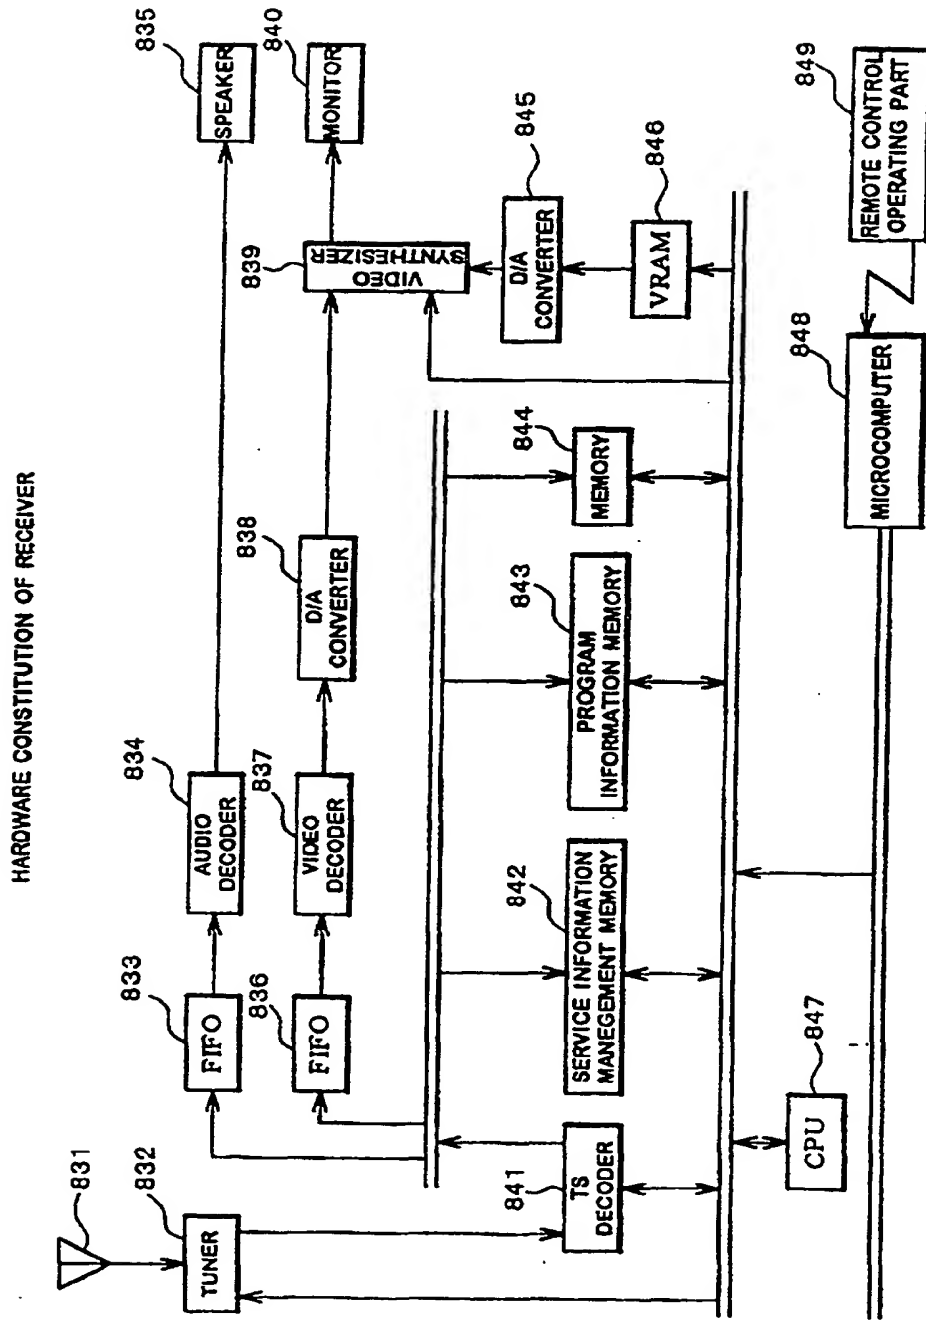 HARDWARE CONSTITUTION OF RECEIVER
831
832
TUNER
833
FIFO
834
AUDIO
DECODER
835
SPEAKER
836
FIFO
837
VIDEO
DECODER
838
D/A
CONVERTER
839
VIDEO
SYNTHESIZER
840
MONITOR
841
TS
DECODER
842
SERVICE INFORMATION
MANEGEMENT MEMORY
843
PROGRAM
INFORMATION MEMORY
844
MEMORY
845
D/A
CONVERTER
846
VRAM
847
CPU
848
MICROCOMPUTER
849
REMOTE CONTROL
OPERATING PART